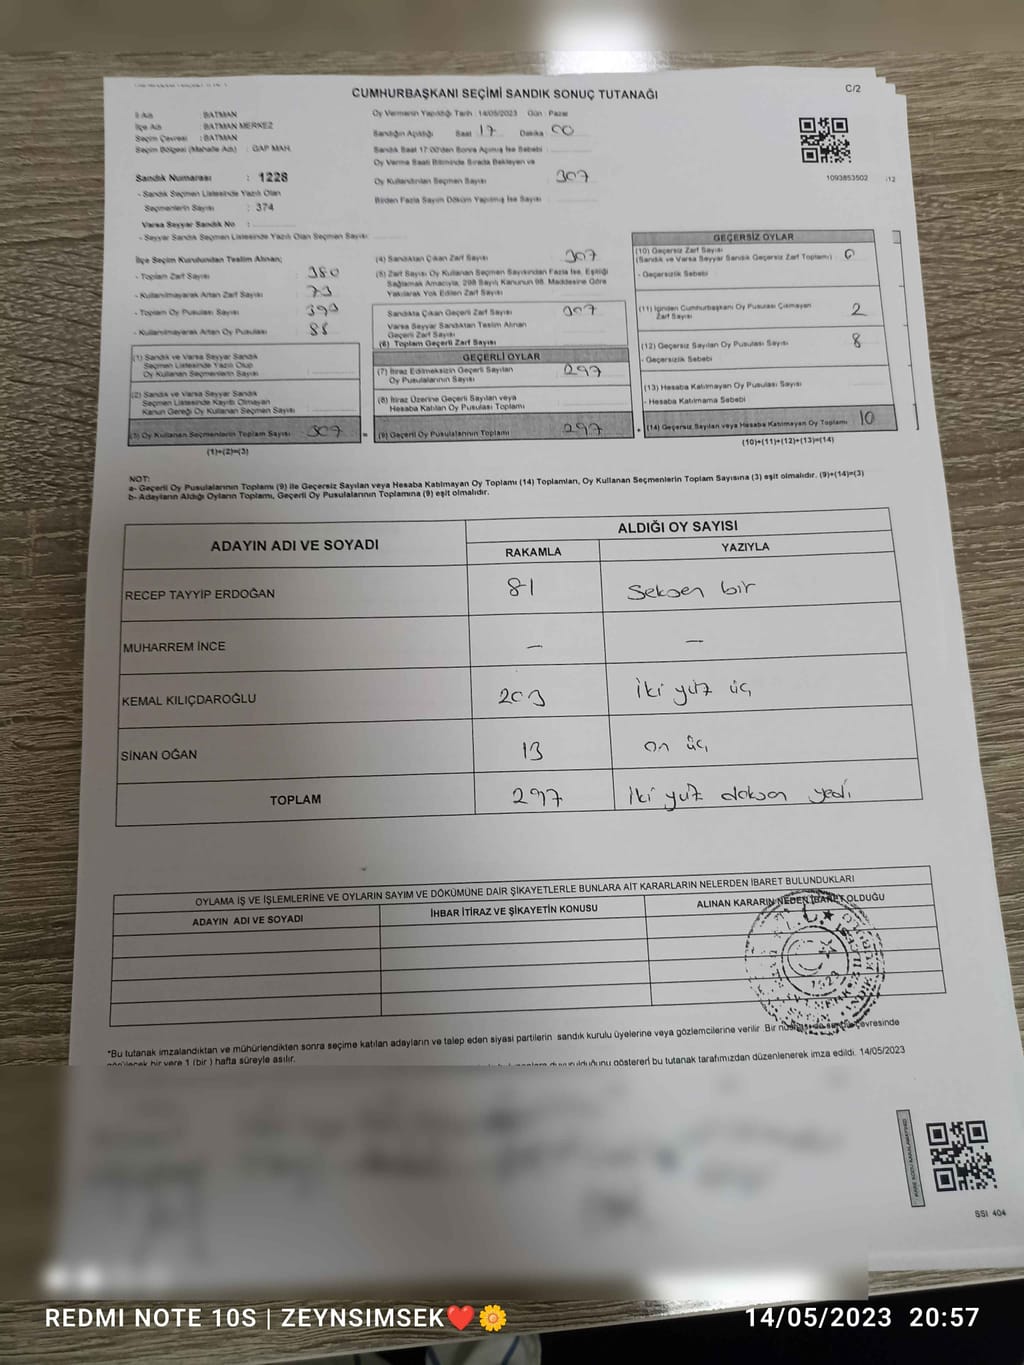 CUMHURBAŞKANI SEÇİMİ SANDIK SONUÇ TUTANAĞI
C/2
İl Adı : BATMAN
İlçe Adı : BATMAN MERKEZ
Seçim Çevresi : BATMAN
Seçim Bölgesi (Mahalle Adı) : GAP MAH.
Sandık Numarası : 1228
- Sandık Seçmen Listesinde Yazılı Olan
Seçmenlerin Sayısı : 374
Varsa Seyyar Sandık No :
- Seyyar Sandık Seçmen Listesinde Yazılı Olan Seçmen Sayısı
Oy Vermenin Yapıldığı Tarih : 14/05/2023 Gün : Pazar
Sandığın Açıldığı Saat 17 Dakika 00
Sandık Saat 17:00'den Sonra Açılmış İse Sebebi :
Oy Verme Saati Bitiminde Sırada Bekleyen ve
Oy Kullandırılan Seçmen Sayısı 307
Birden Fazla Sayım Döküm Yapılmış İse Sayısı :
1093853502
İlçe Seçim Kurulundan Teslim Alınan;
- Toplam Zarf Sayısı 380
- Kullanılmayarak Artan Zarf Sayısı 73
- Toplam Oy Pusulası Sayısı
- Kullanılmayarak Artan Oy Pusulası 88
(1) Sandık ve Varsa Seyyar Sandık
Seçmen Listesinde Yazılı Olup
Oy Kullanan Seçmenlerin Sayısı
(2) Sandık ve Varsa Seyyar Sandık
Seçmen Listesinde Kayıtlı Olmayan
Kanun Gereği Oy Kullanan Seçmen Sayısı
(3) Oy Kullanan Seçmenlerin Toplam Sayısı 307
(1)+(2)=(3)
(4) Sandıktan Çıkan Zarf Sayısı 307
(5) Zarf Sayısı Oy Kullanan Seçmen Sayısından Fazla İse, Eşitliği
Sağlamak Amacıyla, 298 Sayılı Kanunun 98. Maddesine Göre
Yakılarak Yok Edilen Zarf Sayısı
Sandıkta Çıkan Geçerli Zarf Sayısı 307
Varsa Seyyar Sandıktan Teslim Alınan
Geçerli Zarf Sayısı
(6) Toplam Geçerli Zarf Sayısı
GEÇERLİ OYLAR
(7) İtiraz Edilmeksizin Geçerli Sayılan
Oy Pusulalarının Sayısı 297
(8) İtiraz Üzerine Geçerli Sayılan veya
Hesaba Katılan Oy Pusulası Toplamı
= (9) Geçerli Oy Pusulalarının Toplamı 297 +
GEÇERSİZ OYLAR
(10) Geçersiz Zarf Sayısı
(Sandık ve Varsa Seyyar Sandık Geçersiz Zarf Toplamı) : 0
- Geçersizlik Sebebi
(11) İçinden Cumhurbaşkanı Oy Pusulası Çıkmayan
Zarf Sayısı 2
(12) Geçersiz Sayılan Oy Pusulası Sayısı 8
- Geçersizlik Sebebi
(13) Hesaba Katılmayan Oy Pusulası Sayısı
- Hesaba Katılmama Sebebi
(14) Geçersiz Sayılan veya Hesaba Katılmayan Oy Toplamı 10
(10)+(11)+(12)+(13)=(14)
NOT:
a- Geçerli Oy Pusulalarının Toplamı (9) ile Geçersiz Sayılan veya Hesaba Katılmayan Oy Toplamı (14) Toplamları, Oy Kullanan Seçmenlerin Toplam Sayısına (3) eşit olmalıdır. (9)+(14)=(3)
b- Adayların Aldığı Oyların Toplamı, Geçerli Oy Pusulalarının Toplamına (9) eşit olmalıdır.
ADAYIN ADI VE SOYADI
ALDIĞI OY SAYISI
RAKAMLA YAZIYLA
RECEP TAYYİP ERDOĞAN 81 Seksen bir
MUHARREM İNCE — —
KEMAL KILIÇDAROĞLU 203 iki yüz üç
SİNAN OĞAN 13 on üç
TOPLAM 297 iki yüz doksan yedi
OYLAMA İŞ VE İŞLEMLERİNE VE OYLARIN SAYIM VE DÖKÜMÜNE DAİR ŞİKAYETLERLE BUNLARA AİT KARARLARIN NELERDEN İBARET BULUNDUKLARI
ADAYIN ADI VE SOYADI İHBAR İTİRAZ VE ŞİKAYETİN KONUSU ALINAN KARARIN NEDEN İBARET OLDUĞU
*Bu tutanak imzalandıktan ve mühürlendikten sonra seçime katılan adayların ve talep eden siyasi partilerin sandık kurulu üyelerine veya gözlemcilerine verilir. Bir çevresinde
görülecek bir yere 1 (bir) hafta süreyle asılır.
duyurulduğunu gösteren bu tutanak tarafımızdan düzenlenerek imza edildi. 14/05/2023
SSİ 404
REDMI NOTE 10S | ZEYNSIMSEK❤️🌼
14/05/2023 20:57